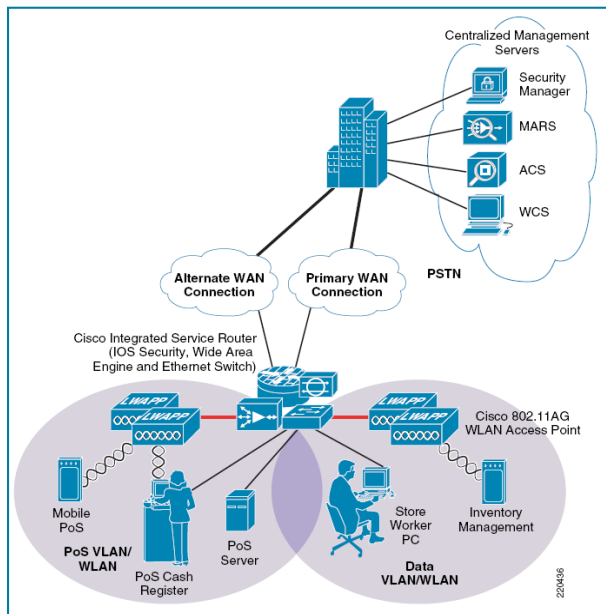 Centralized Management
Servers
Security
Manager
MARS
ACS
WCS
PSTN
Alternate WAN
Connection
Primary WAN
Connection
Cisco Integrated Service Router
(IOS Security, Wide Area
Engine and Ethernet Switch)
LWAPP
LWAPP
LWAPP
LWAPP
Cisco 802.11AG
WLAN Access Point
Mobile
PoS
PoS VLAN/
WLAN
PoS Cash
Register
PoS
Server
Store
Worker
PC
Inventory
Management
Data
VLAN/WLAN
220436